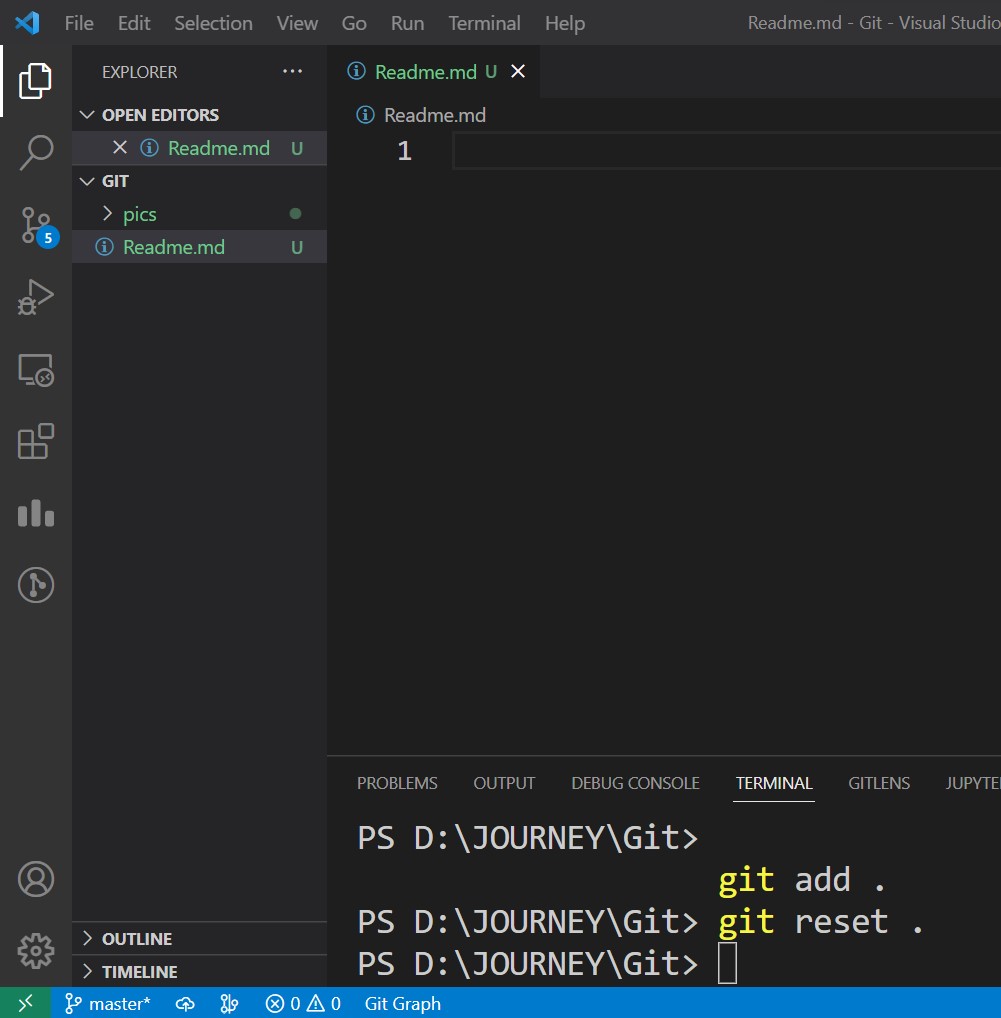 File Edit Selection View Go Run Terminal Help Readme.md - Git - Visual Studio
EXPLORER ...
OPEN EDITORS
Readme.md U
GIT
pics
Readme.md U
5
Readme.md U
Readme.md
1
OUTLINE
TIMELINE
PROBLEMS OUTPUT DEBUG CONSOLE TERMINAL GITLENS JUPYTE
PS D:\JOURNEY\Git>
git add .
PS D:\JOURNEY\Git> git reset .
PS D:\JOURNEY\Git>
master* 0 0 Git Graph